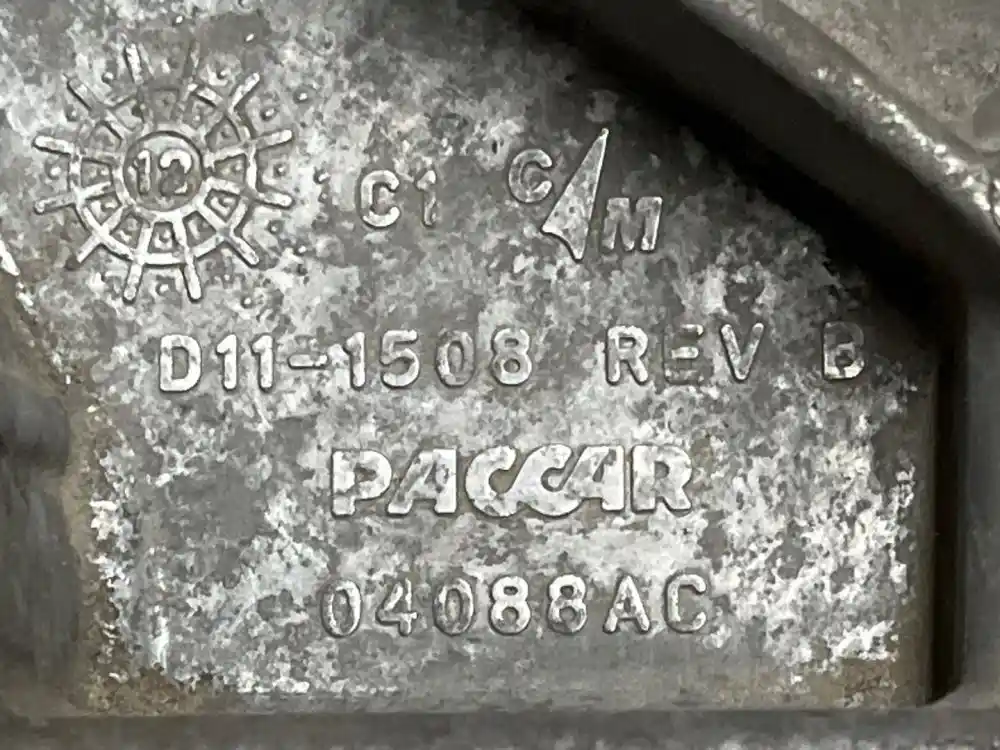 12 C1 C/M
D11-1508 REV B
PACCAR
04088AC